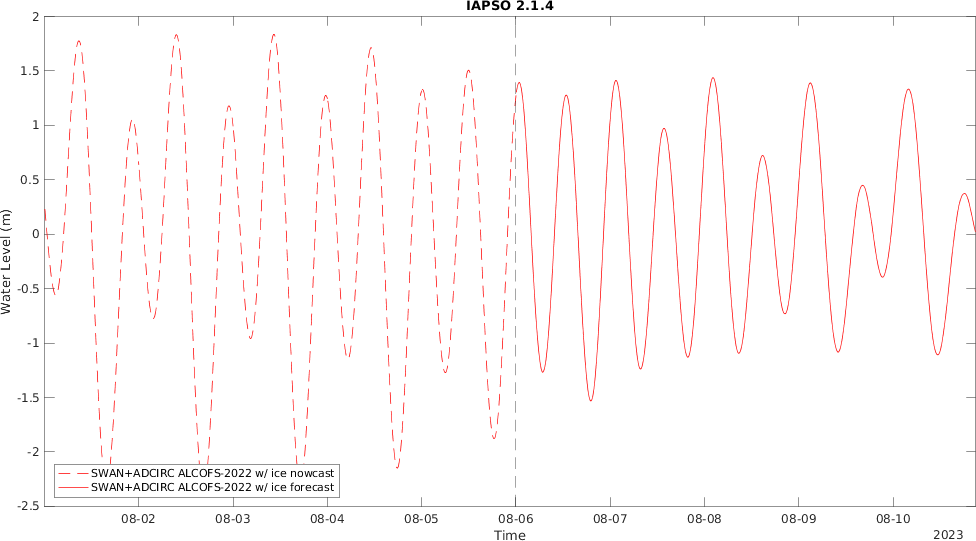 IAPSO 2.1.4
2
1.5
1
0.5
0
-0.5
-1
-1.5
-2
-2.5
Water Level (m)
SWAN+ADCIRC ALCOFS-2022 w/ ice nowcast
SWAN+ADCIRC ALCOFS-2022 w/ ice forecast
08-02 08-03 08-04 08-05 08-06 08-07 08-08 08-09 08-10
Time
2023